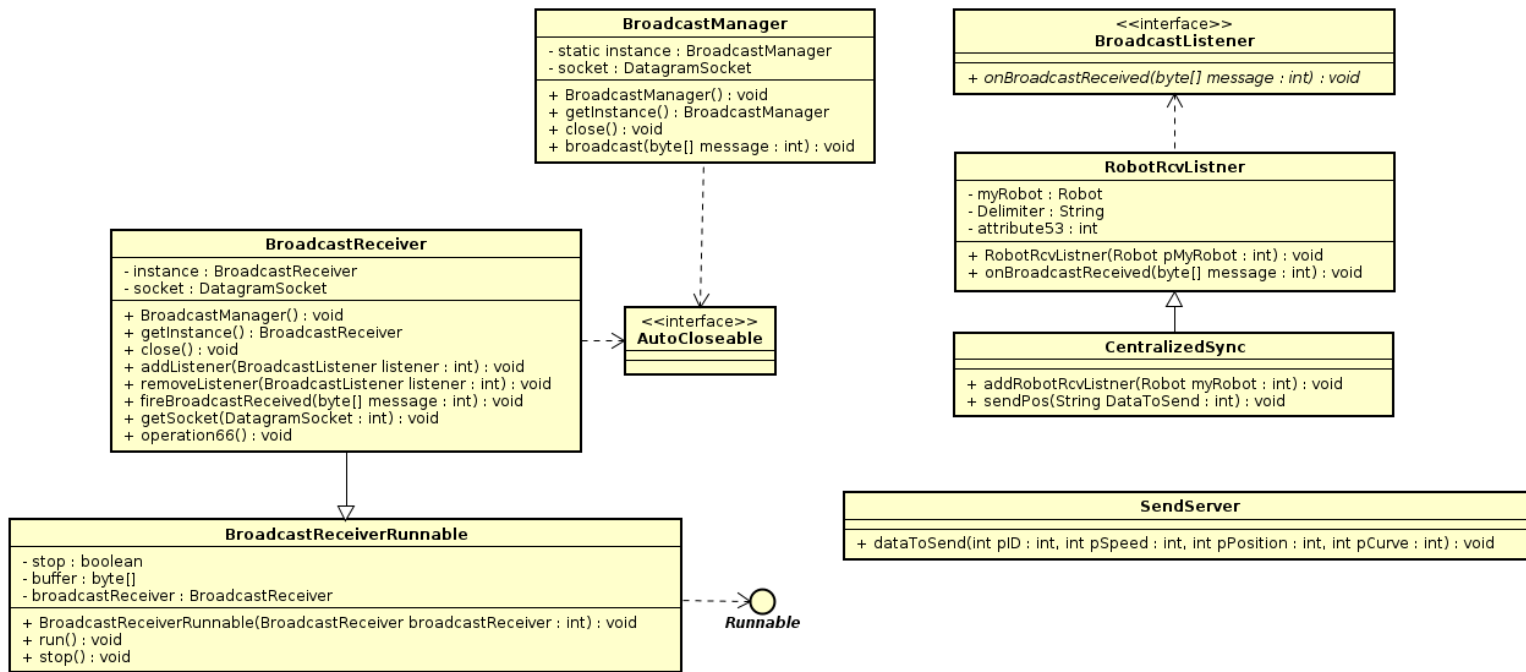 BroadcastManager
- static instance : BroadcastManager
- socket : DatagramSocket
+ BroadcastManager() : void
+ getInstance() : BroadcastManager
+ close() : void
+ broadcast(byte[] message : int) : void
<<interface>>
BroadcastListener
+ onBroadcastReceived(byte[] message : int) : void
RobotRcvListner
- myRobot : Robot
- Delimiter : String
- attribute53 : int
+ RobotRcvListner(Robot pMyRobot : int) : void
+ onBroadcastReceived(byte[] message : int) : void
BroadcastReceiver
- instance : BroadcastReceiver
- socket : DatagramSocket
+ BroadcastManager() : void
+ getInstance() : BroadcastReceiver
+ close() : void
+ addListener(BroadcastListener listener : int) : void
+ removeListener(BroadcastListener listener : int) : void
+ fireBroadcastReceived(byte[] message : int) : void
+ getSocket(DatagramSocket : int) : void
+ operation66() : void
<<interface>>
AutoCloseable
CentralizedSync
+ addRobotRcvListner(Robot myRobot : int) : void
+ sendPos(String DataToSend : int) : void
SendServer
+ dataToSend(int pID : int, int pSpeed : int, int pPosition : int, int pCurve : int) : void
BroadcastReceiverRunnable
- stop : boolean
- buffer : byte[]
- broadcastReceiver : BroadcastReceiver
+ BroadcastReceiverRunnable(BroadcastReceiver broadcastReceiver : int) : void
+ run() : void
+ stop() : void
Runnable